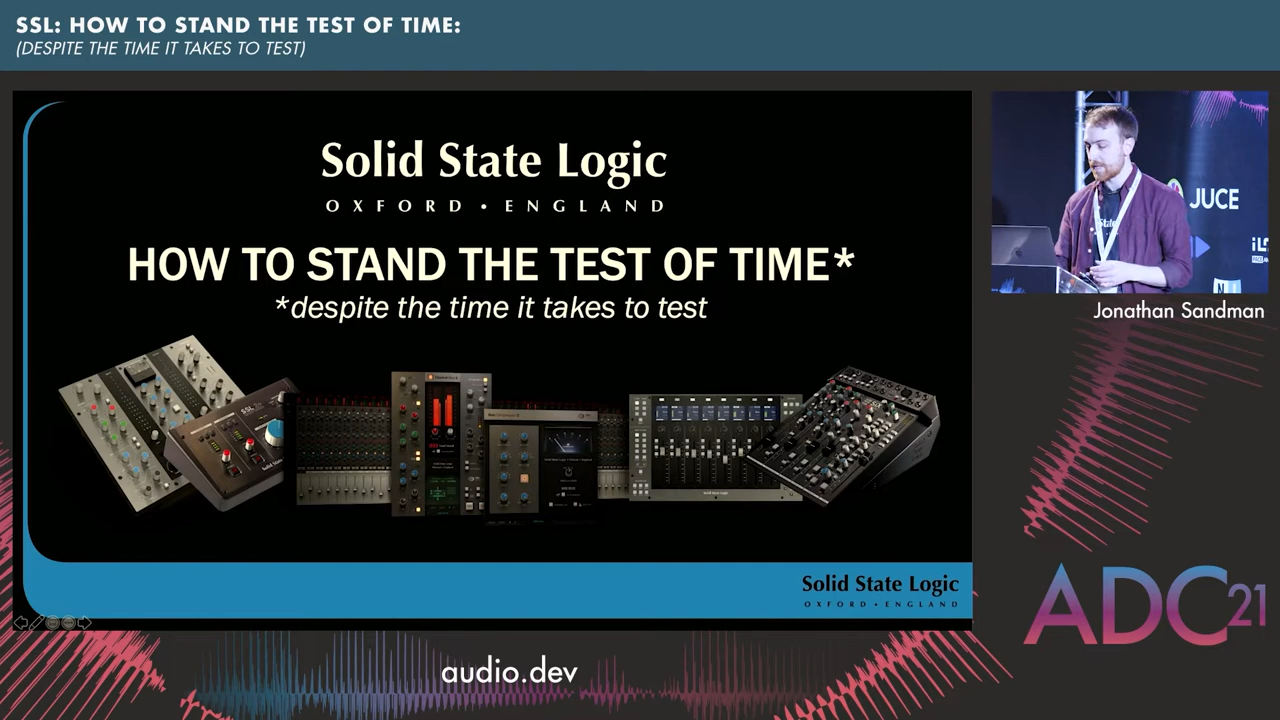 SSL: HOW TO STAND THE TEST OF TIME:
(DESPITE THE TIME IT TAKES TO TEST)
Solid State Logic
OXFORD • ENGLAND
HOW TO STAND THE TEST OF TIME*
*despite the time it takes to test
Solid State Logic
OXFORD • ENGLAND
JUCE
Jonathan Sandman
ADC21
audio.dev